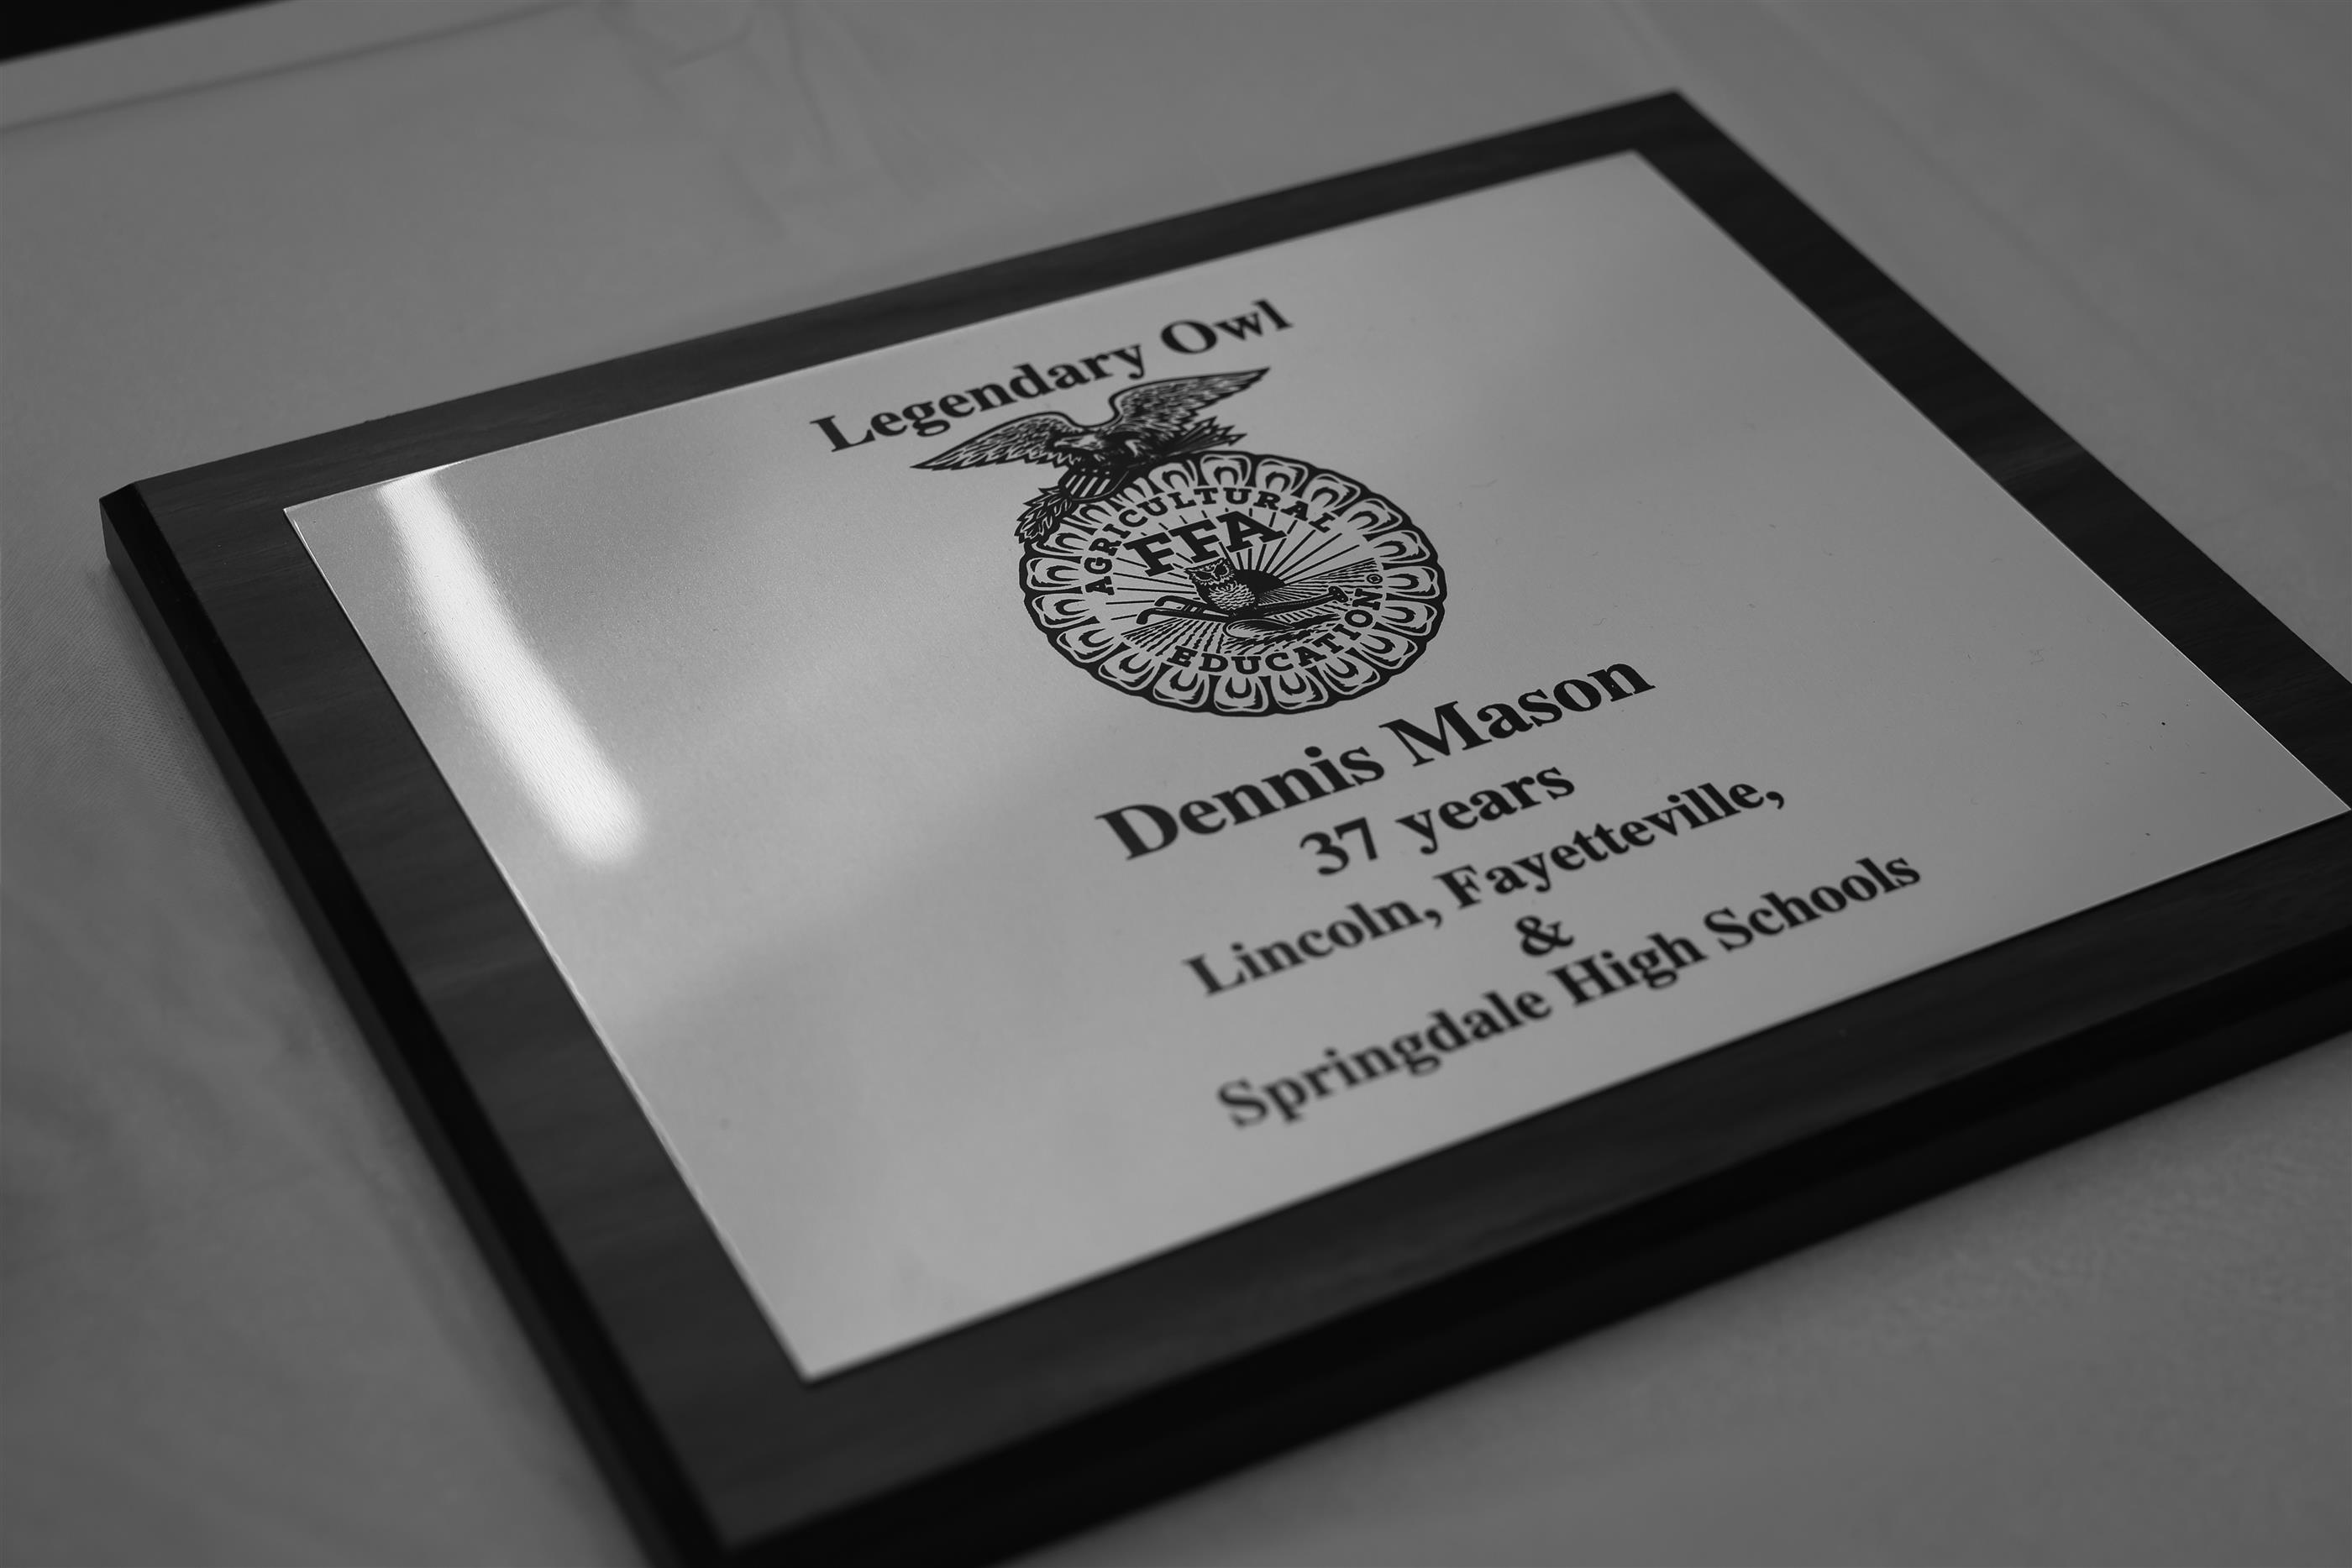 Legendary Owl
AGRICULTURAL
FFA
EDUCATION®
Dennis Mason
37 years
Lincoln, Fayetteville,
&
Springdale High Schools